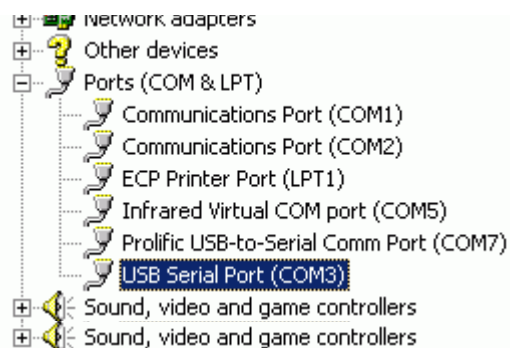 Network adapters
Other devices
Ports (COM & LPT)
Communications Port (COM1)
Communications Port (COM2)
ECP Printer Port (LPT1)
Infrared Virtual COM port (COM5)
Prolific USB-to-Serial Comm Port (COM7)
USB Serial Port (COM3)
Sound, video and game controllers
Sound, video and game controllers